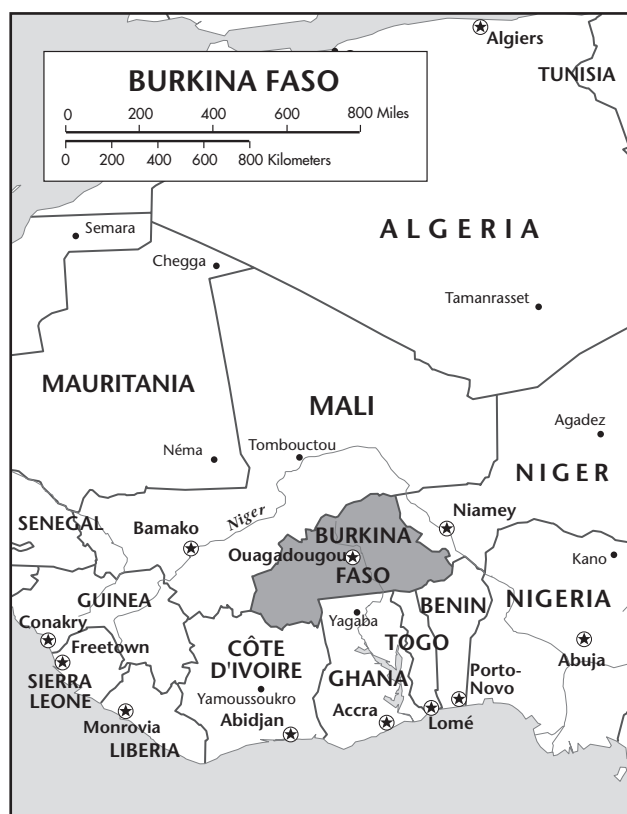 Algiers
TUNISIA
BURKINA FASO
0 200 400 600 800 Miles
0 200 400 600 800 Kilometers
Semara
ALGERIA
Chegga
Tamanrasset
MAURITANIA
MALI
Agadez
Néma
Tombouctou
NIGER
SENEGAL
Bamako
Niger
BURKINA
FASO
Niamey
Ouagadougou
Kano
GUINEA
BENIN
NIGERIA
Conakry
Yagaba
Freetown
CÔTE
D'IVOIRE
TOGO
Abuja
SIERRA
LEONE
GHANA
Porto-
Novo
Yamoussoukro
Monrovia
Abidjan
Accra
Lomé
LIBERIA